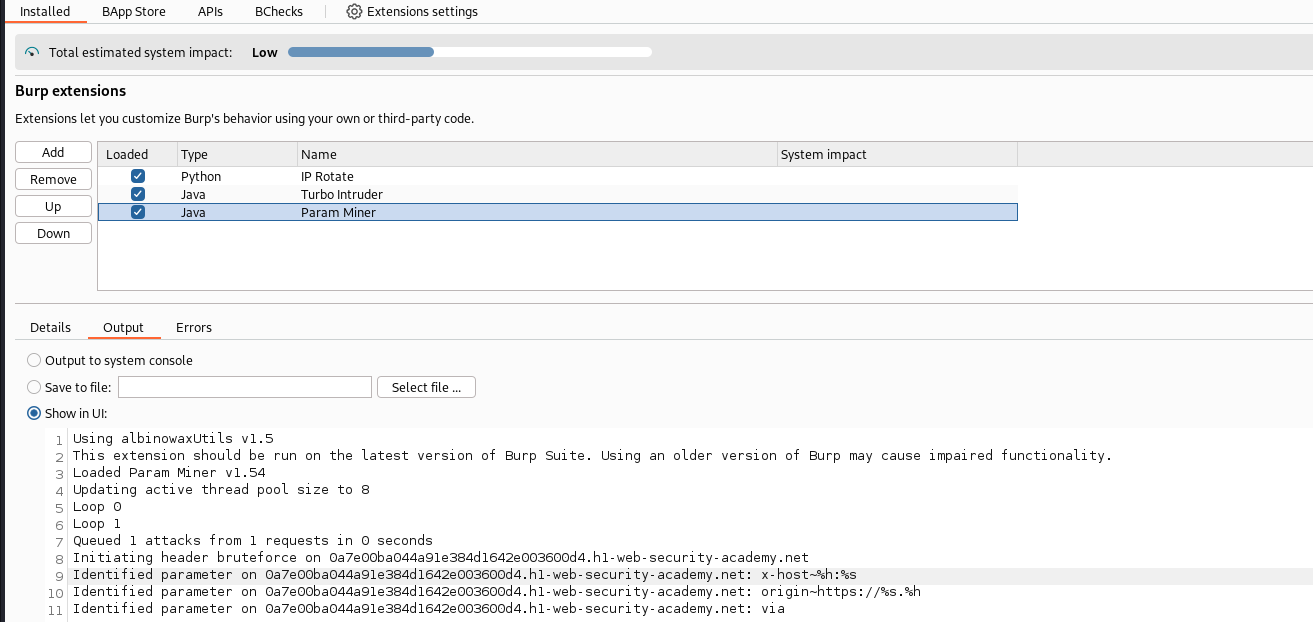 Installed BApp Store APIs BChecks Extensions settings
Total estimated system impact: Low
Burp extensions
Extensions let you customize Burp's behavior using your own or third-party code.
Add
Remove
Up
Down
Loaded Type Name System impact
Python IP Rotate
Java Turbo Intruder
Java Param Miner
Details Output Errors
Output to system console
Save to file: Select file ...
Show in UI:
1 Using albinowaxUtils v1.5
2 This extension should be run on the latest version of Burp Suite. Using an older version of Burp may cause impaired functionality.
3 Loaded Param Miner v1.54
4 Updating active thread pool size to 8
5 Loop 0
6 Loop 1
7 Queued 1 attacks from 1 requests in 0 seconds
8 Initiating header bruteforce on 0a7e00ba044a91e384d1642e003600d4.h1-web-security-academy.net
9 Identified parameter on 0a7e00ba044a91e384d1642e003600d4.h1-web-security-academy.net: x-host~%h:%s
10 Identified parameter on 0a7e00ba044a91e384d1642e003600d4.h1-web-security-academy.net: origin~https://%s.%h
11 Identified parameter on 0a7e00ba044a91e384d1642e003600d4.h1-web-security-academy.net: via